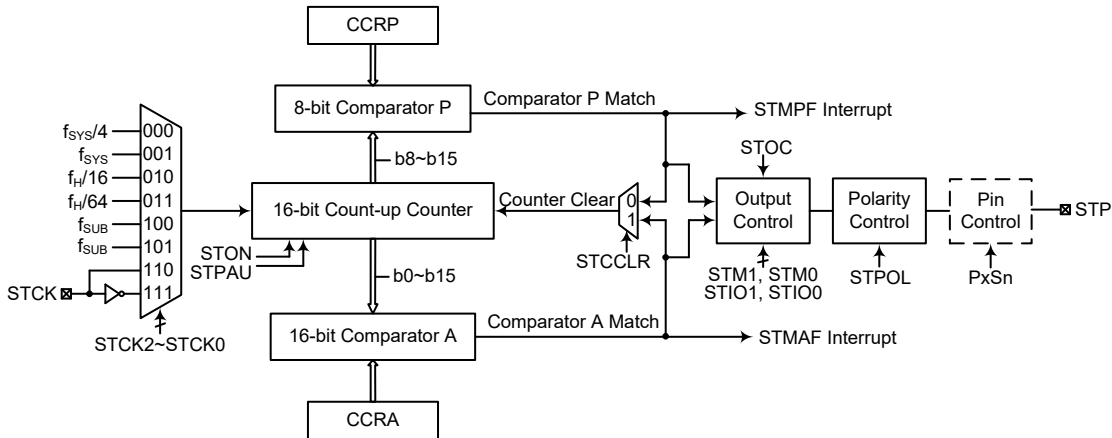 CCRP
8-bit Comparator P
Comparator P Match
STMPF Interrupt
b8~b15
fSYS/4
000
fSYS
001
fH/16
010
fH/64
011
fSUB
100
fSUB
101
110
111
STCK
STCK2~STCK0
16-bit Count-up Counter
STON
STPAU
Counter Clear
0
1
STCCLR
STOC
Output
Control
STM1, STM0
STIO1, STIO0
Polarity
Control
STPOL
Pin
Control
PxSn
STP
b0~b15
16-bit Comparator A
Comparator A Match
STMAF Interrupt
CCRA